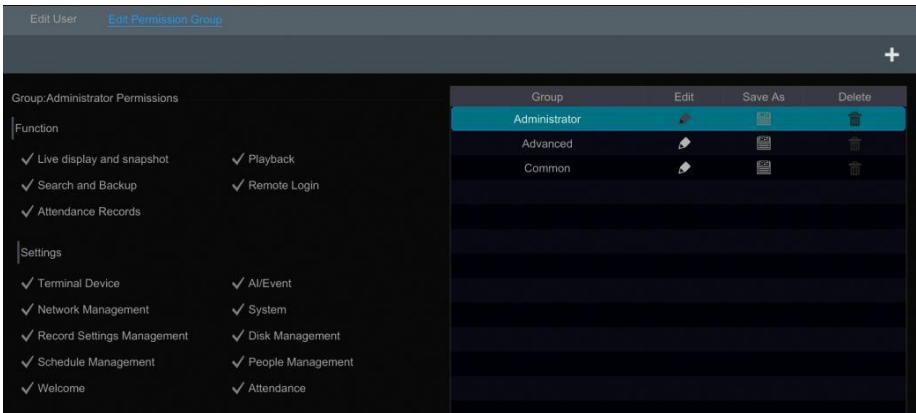 Edit User Edit Permission Group
Group:Administrator Permissions
Function
Live display and snapshot Playback
Search and Backup Remote Login
Attendance Records
Settings
Terminal Device AI/Event
Network Management System
Record Settings Management Disk Management
Schedule Management People Management
Welcome Attendance
Group Edit Save As Delete
Administrator
Advanced
Common